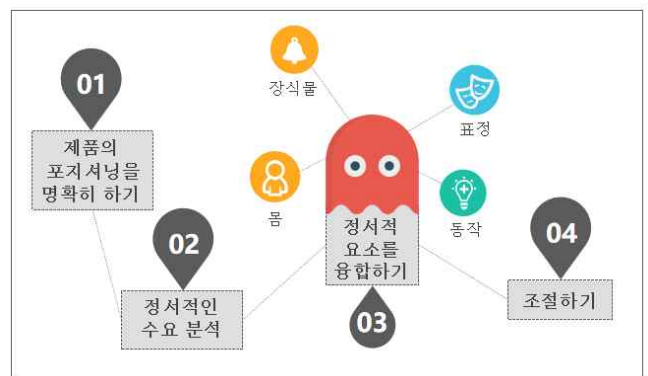 01
제품의
포지셔닝을
명확히 하기
02
정서적인
수요 분석
장식물
표정
몸
동작
정서적
요소를
융합하기
03
04
조절하기